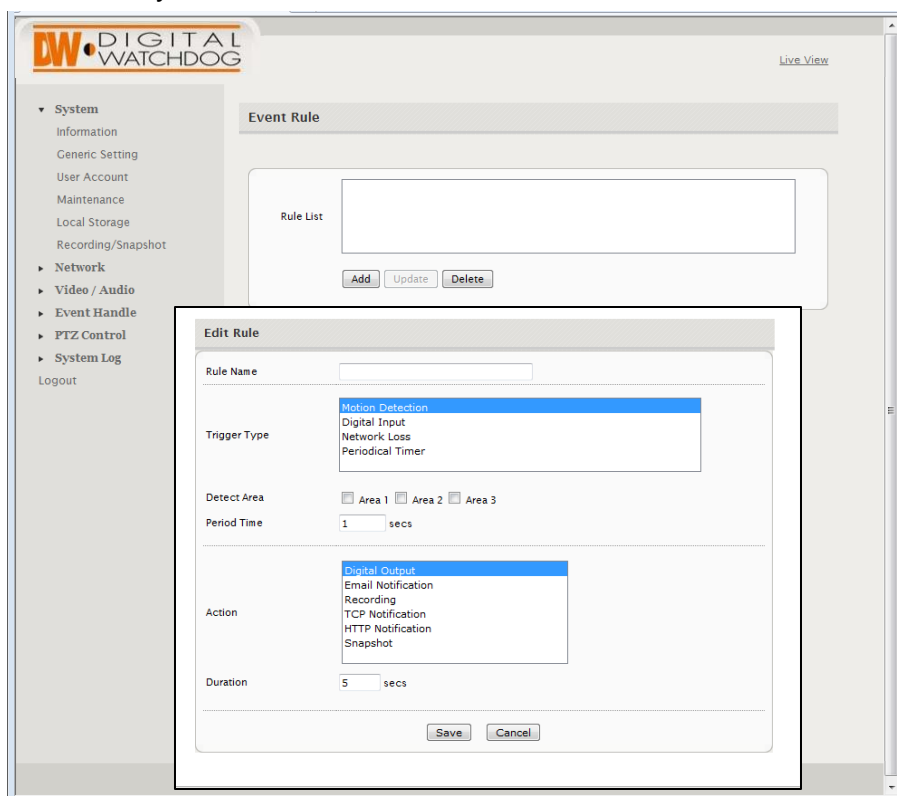 DW DIGITAL
WATCHDOG
Live View
System
Information
Generic Setting
User Account
Maintenance
Local Storage
Recording/Snapshot
Network
Video / Audio
Event Handle
PTZ Control
System Log
Logout
Event Rule
Rule List
Add Update Delete
Edit Rule
Rule Name
Trigger Type
Motion Detection
Digital Input
Network Loss
Periodical Timer
Detect Area Area 1 Area 2 Area 3
Period Time 1 secs
Action
Digital Output
Email Notification
Recording
TCP Notification
HTTP Notification
Snapshot
Duration 5 secs
Save Cancel